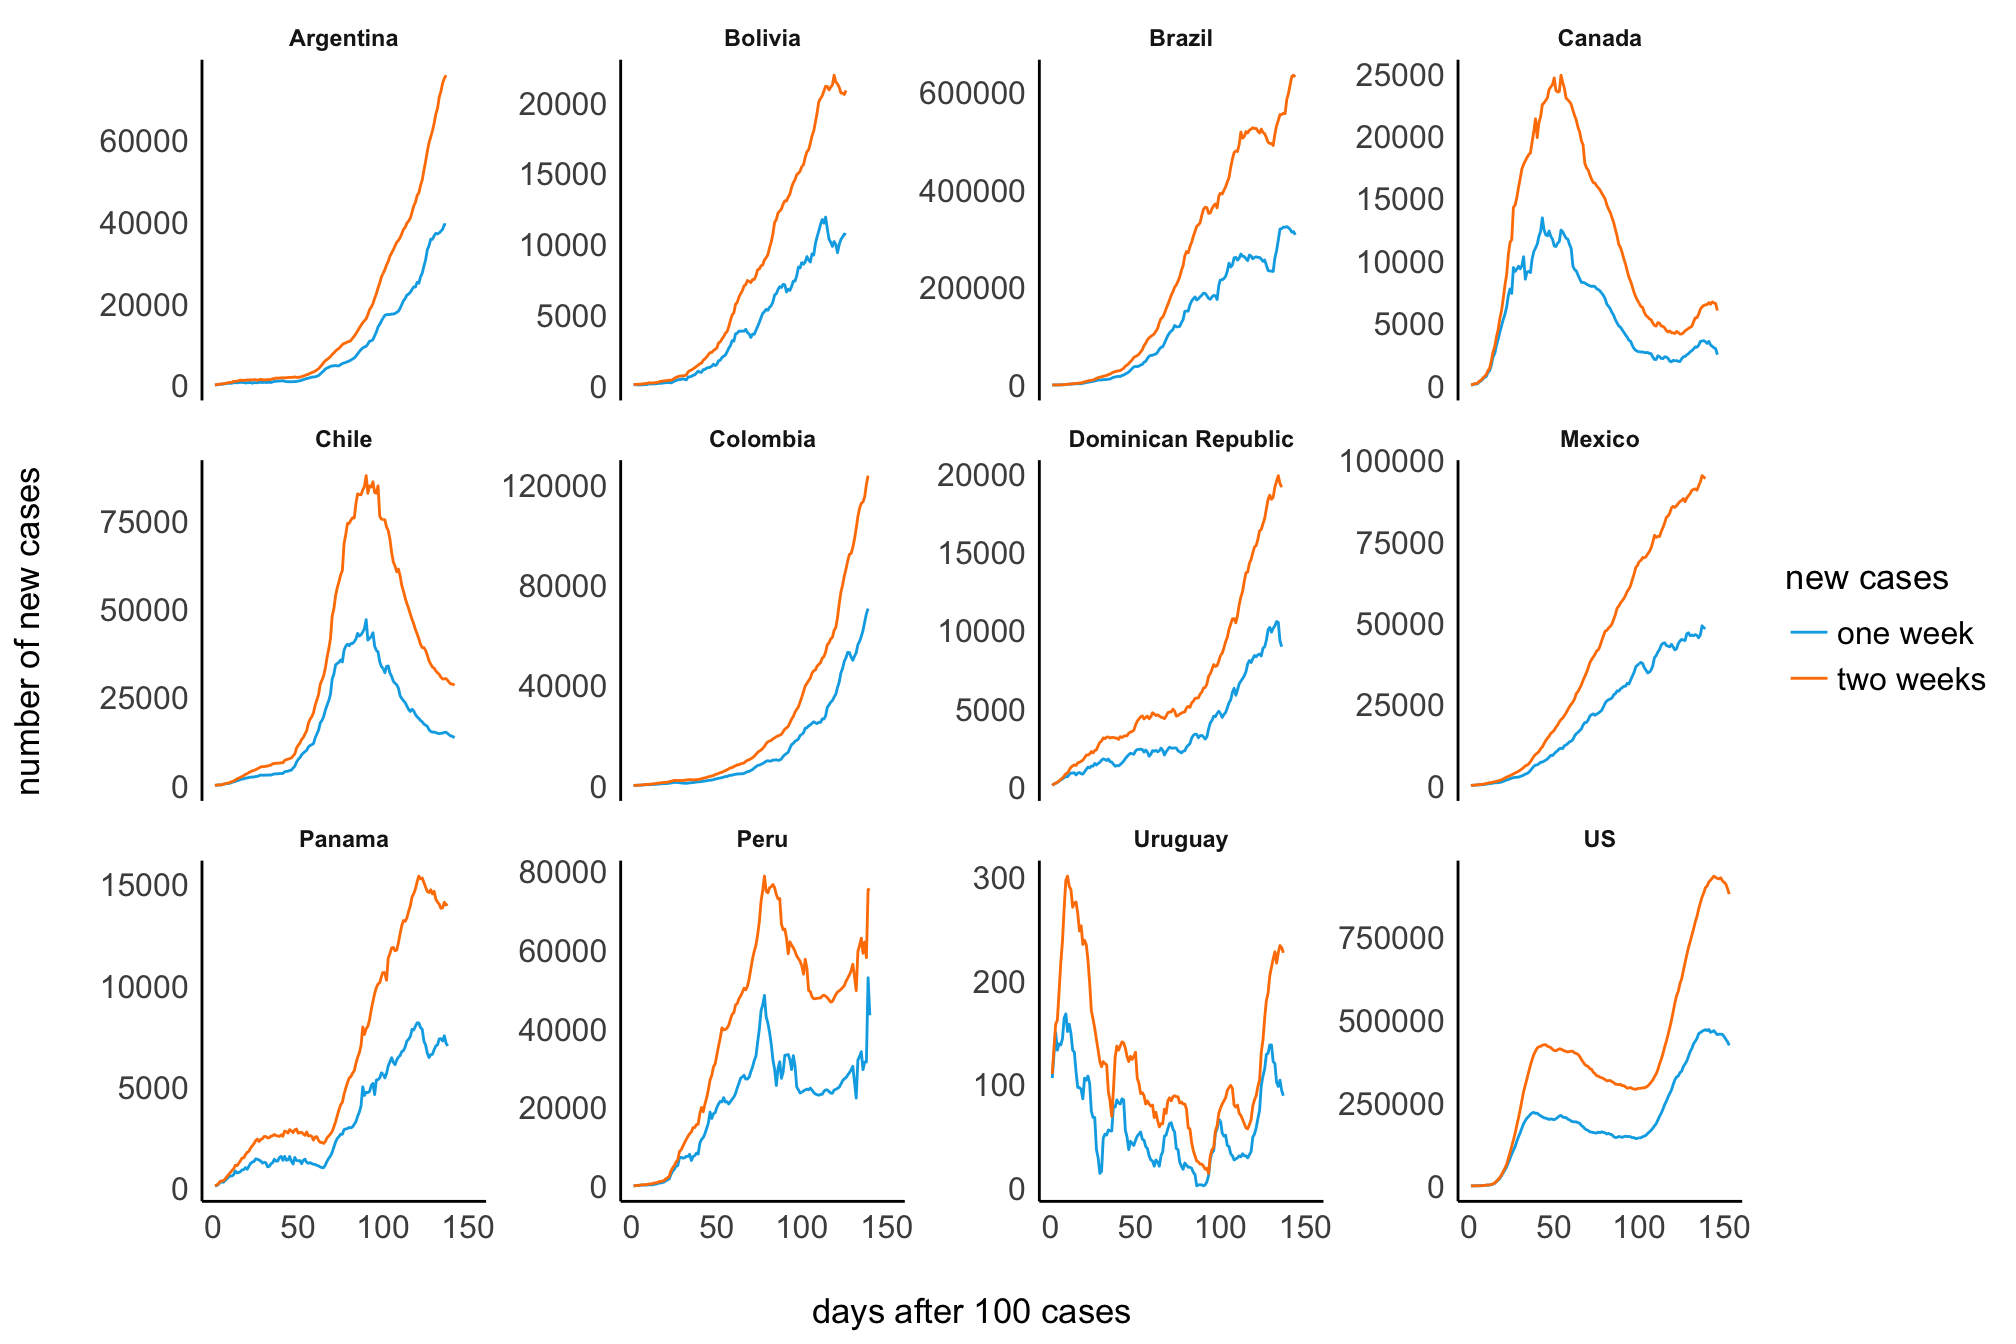 Argentina
Bolivia
Brazil
Canada
60000
40000
20000
0
20000
15000
10000
5000
0
600000
400000
200000
0
25000
20000
15000
10000
5000
0
Chile
Colombia
Dominican Republic
Mexico
75000
50000
25000
0
120000
80000
40000
0
20000
15000
10000
5000
0
100000
75000
50000
25000
0
Panama
Peru
Uruguay
US
15000
10000
5000
0
80000
60000
40000
20000
0
300
200
100
0
750000
500000
250000
0
0 50 100 150
0 50 100 150
0 50 100 150
0 50 100 150
days after 100 cases
number of new cases
new cases
one week
two weeks